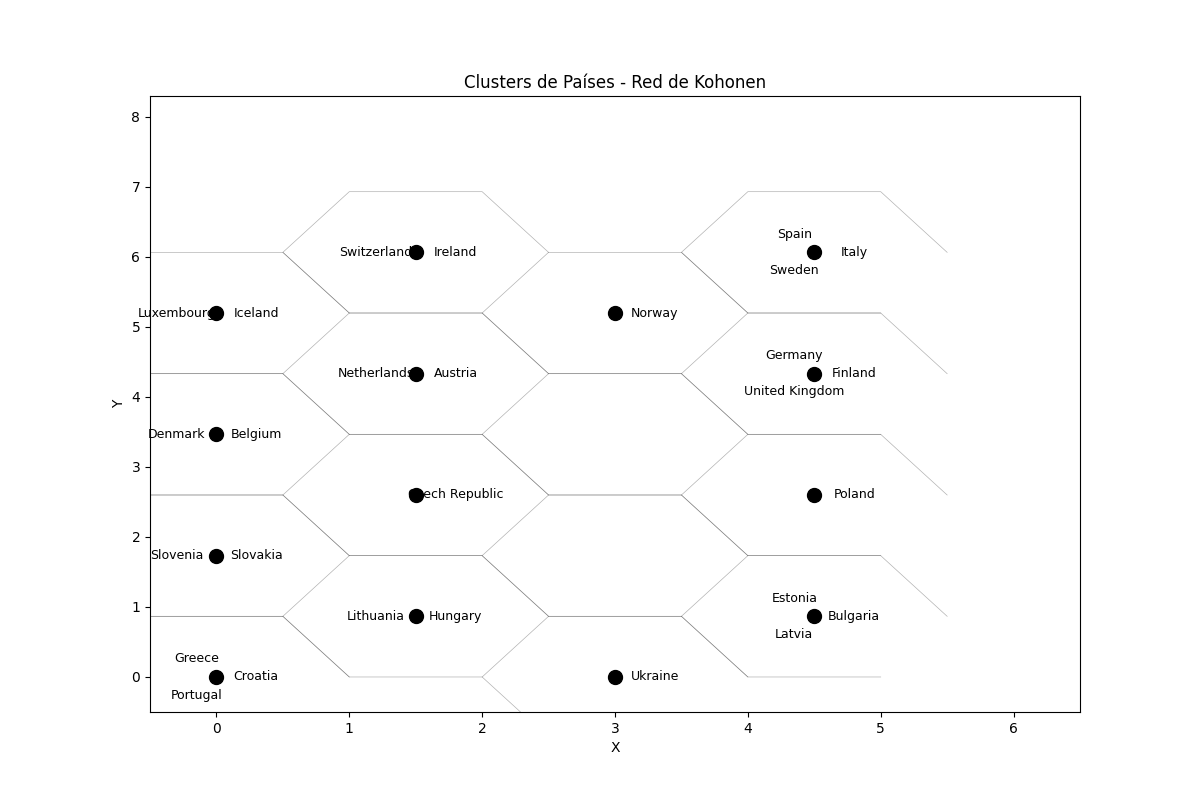 Clusters de Países - Red de Kohonen
8
7
Spain
6
Switzerland Ireland
Italy
Sweden
Luxembourg Iceland
Norway
5
Germany
Netherlands Austria
Finland
United Kingdom
4
Y
Denmark Belgium
3
ech Republic
Poland
2
Slovenia Slovakia
Estonia
1
Lithuania Hungary
Bulgaria
Latvia
Greece
0
Croatia
Ukraine
Portugal
0 1 2 3 4 5 6
X